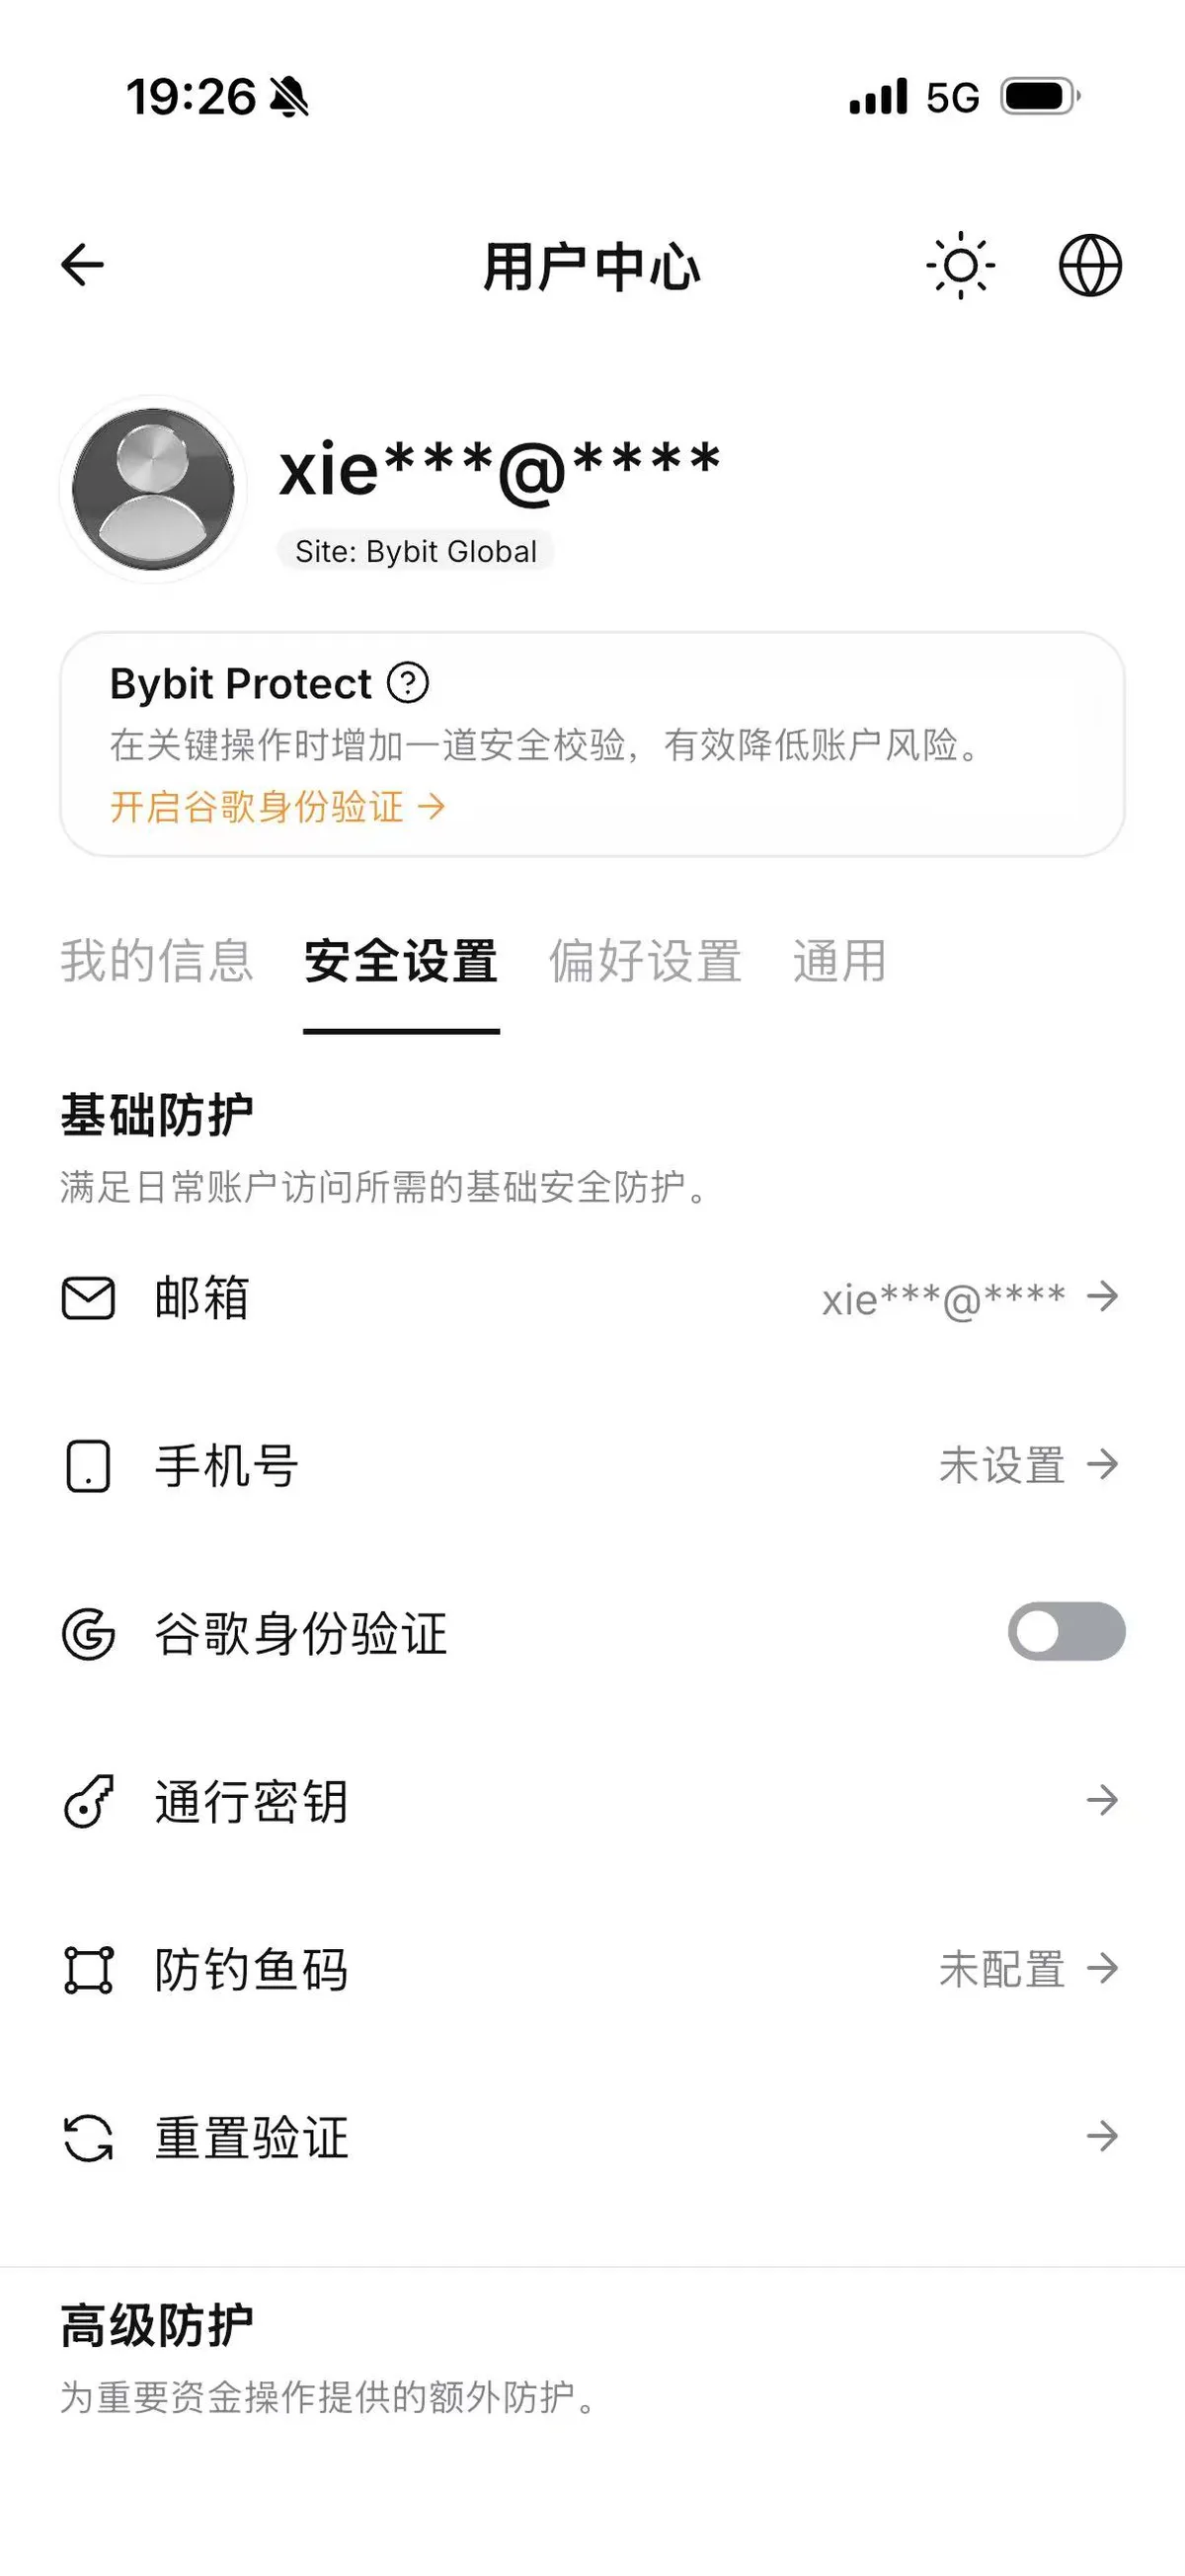 19:26
5G
用户中心
xie***@****
Site: Bybit Global
Bybit Protect
在关键操作时增加一道安全校验，有效降低账户风险。
开启谷歌身份验证 →
我的信息 安全设置 偏好设置 通用
基础防护
满足日常账户访问所需的基础安全防护。
邮箱 xie***@****
手机号 未设置
谷歌身份验证
通行密钥
防钓鱼码 未配置
重置验证
高级防护
为重要资金操作提供的额外防护。